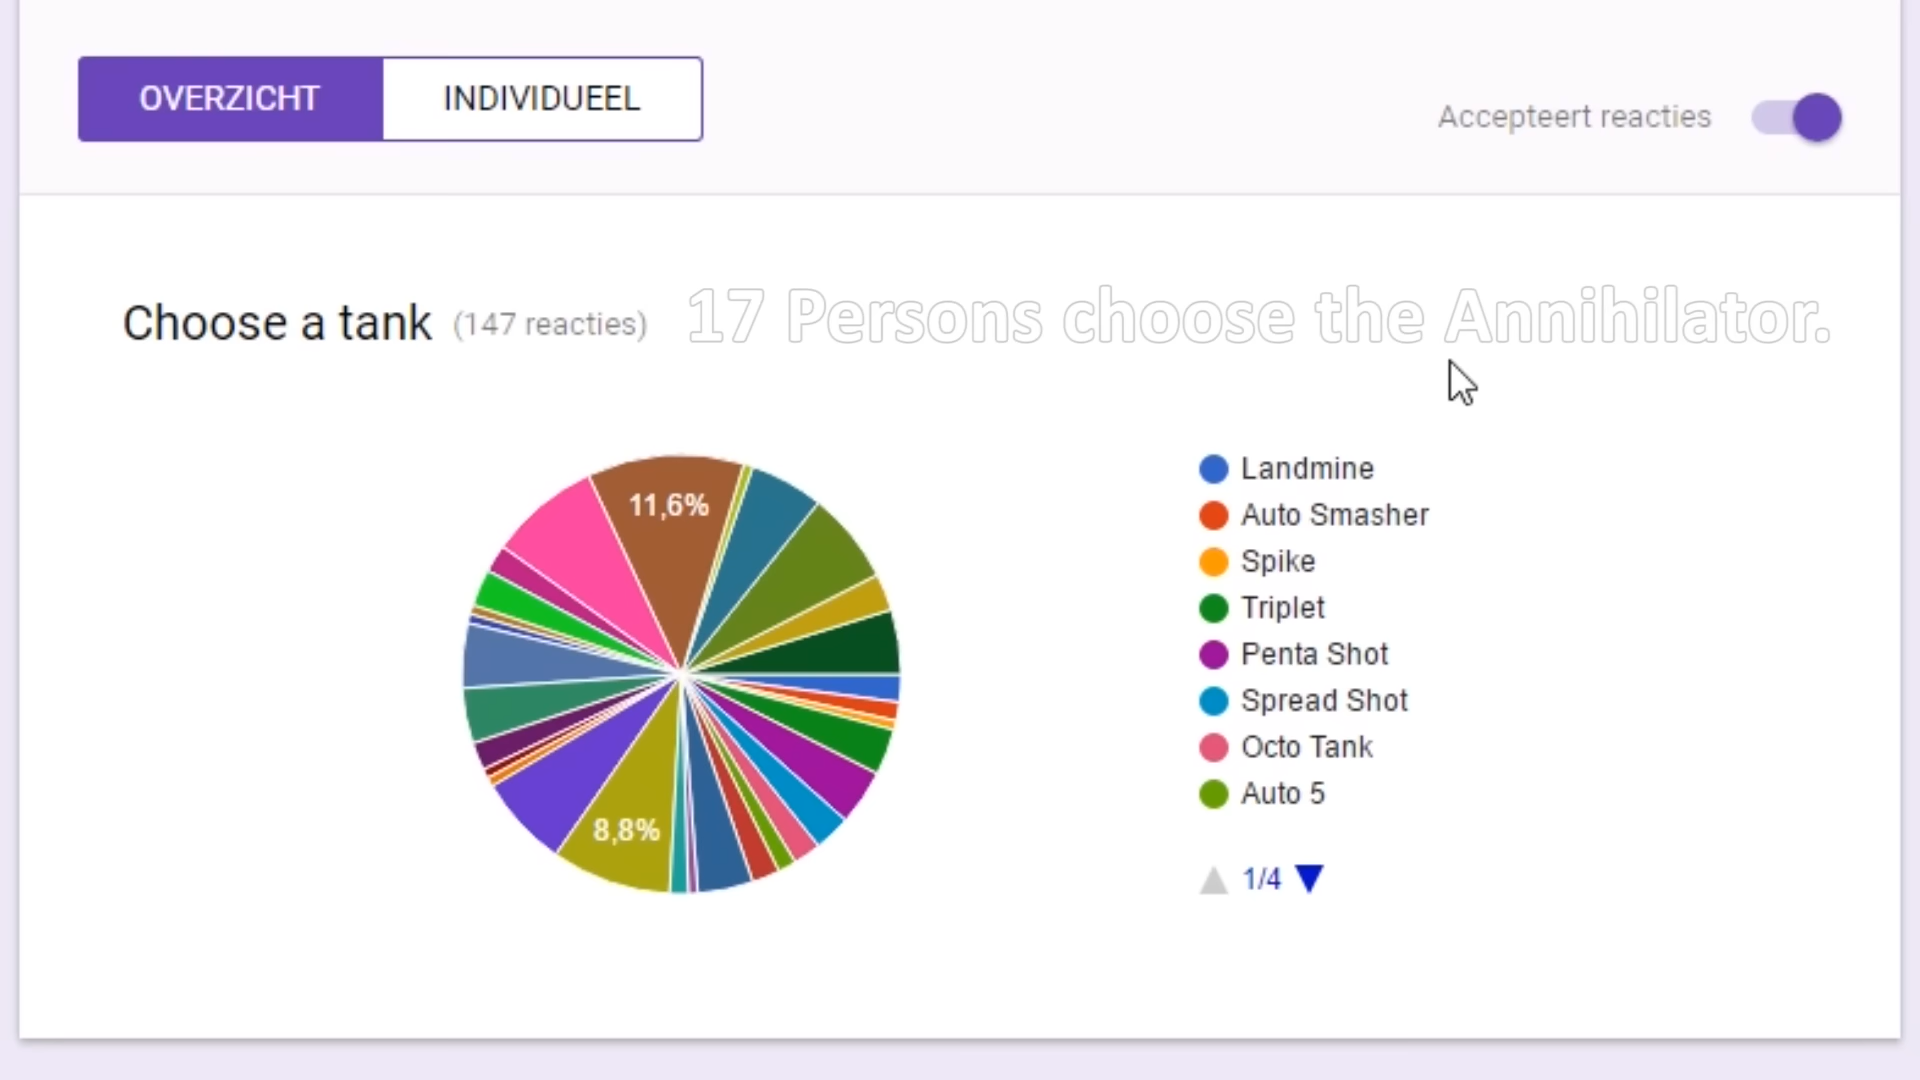 OVERZICHT INDIVIDUEEL
Accepteert reacties
Choose a tank (147 reacties) 17 Persons choose the Annihilator.
11,6%
8,8%
Landmine
Auto Smasher
Spike
Triplet
Penta Shot
Spread Shot
Octo Tank
Auto 5
1/4